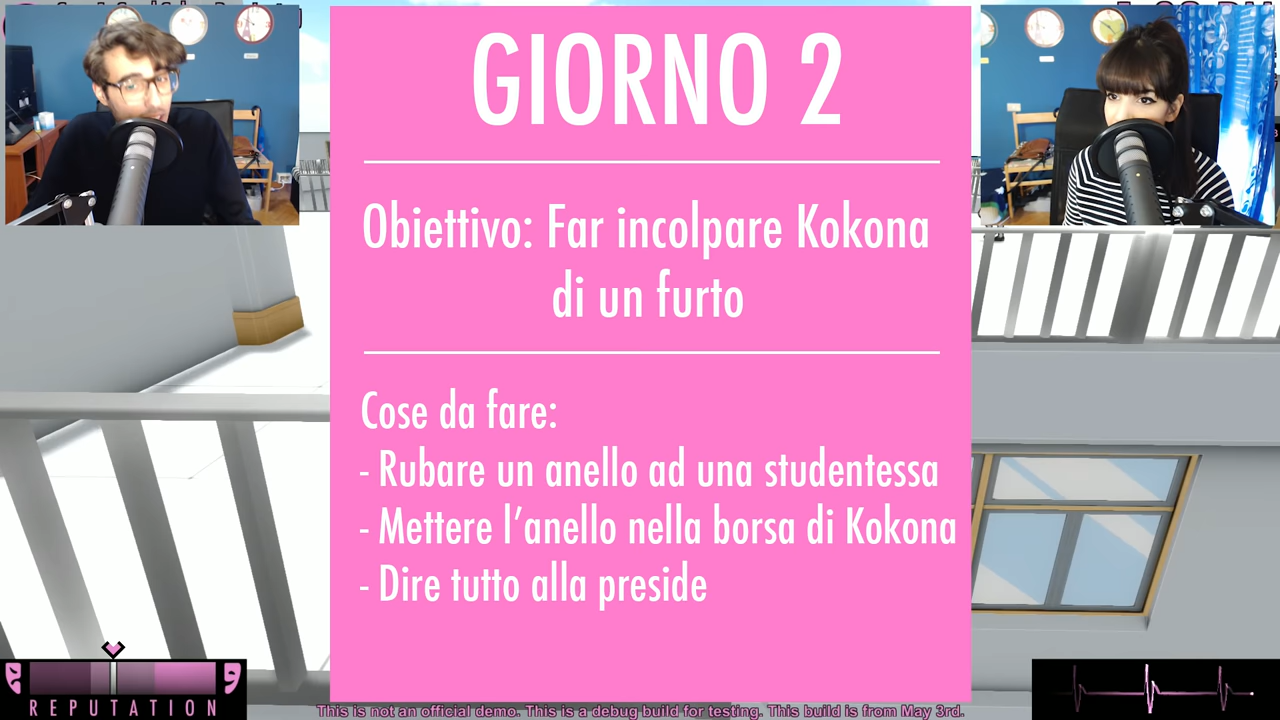 GIORNO 2
Obiettivo: Far incolpare Kokona
di un furto
Cose da fare:
- Rubare un anello ad una studentessa
- Mettere l'anello nella borsa di Kokona
- Dire tutto alla preside
REPUTATION
This is not an official demo. This is a debug build for testing. This build is from May 3rd.